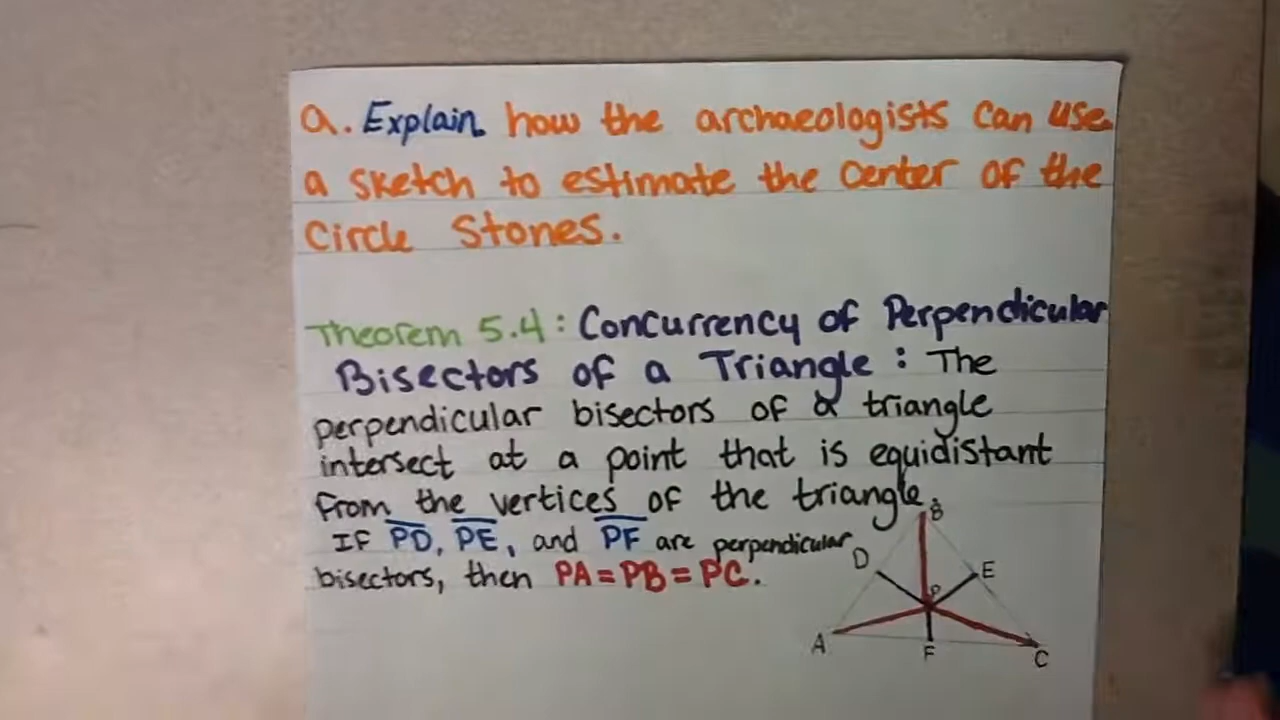 a. Explain how the archaeologists can use
a sketch to estimate the center of the
Circle Stones.
Theorem 5.4: Concurrency of Perpendicular
Bisectors of a Triangle: The
perpendicular bisectors of a triangle
intersect at a point that is equidistant
from the vertices of the triangle.
If PD, PE, and PF are perpendicular
bisectors, then PA=PB=PC.
B
D
E
P
A
F
C